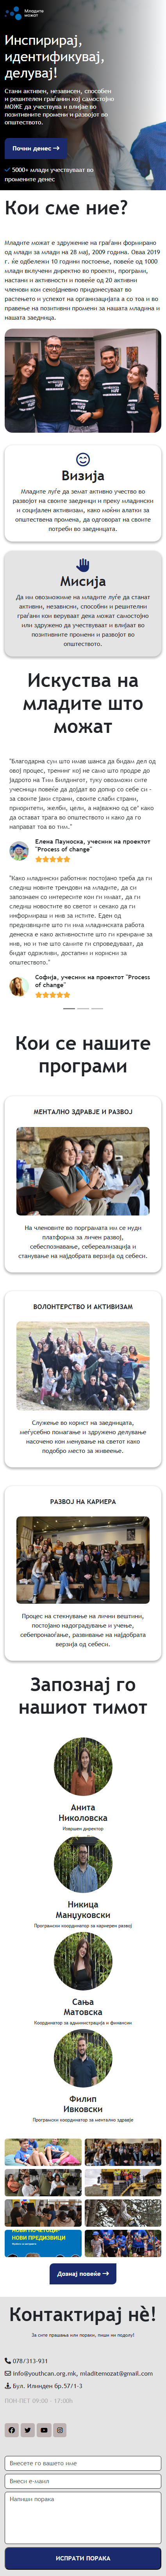 Младите
можат
Инспирирај,
идентификувај,
делувај!
Стани активен, независен, способен
и решителен граѓанин кој самостојно
МОЖЕ да учествува и влијае во
позитивните промени и развојот во
општеството.
Почни денес →
✓ 5000+ млади учествуваат во
промените денес
Кои сме ние?
Младите можат е здружение на граѓани формирано
од млади за млади на 28 мај, 2009 година. Оваа 2019
г. ќе одбележи 10 години постоење, повеќе од 1000
млади вклучени директно во проекти, програми,
настани и активности и повеќе од 20 активни
членови кои секојдневно придонесуваат во
растењето и успехот на организацијата а со тоа и во
правење на позитивни промени за нашата младина и
нашата заедница.
Визија
Младите луѓе да земат активно учество во
развојот на своите заедници и преку младински
и социјален активизам, како моќни алатки за
општествена промена, да одговорат на своите
потреби во заедницата.
Мисија
Да ни овозможиме на младите луѓе да станат
активни, независни, способни и решителни
граѓани кои веруваат дека можат самостојно
или здружено да учествуваат и влијаат во
позитивните промени и развојот во
општеството.
Искуства на
младите што
можат
"Благодарна сум што имав шанса да бидам дел од
овој процес, тренинг кој не само што продре до
јадрото на Тим Билдингот, туку овозможи сите
учесници повеќе да дојдат во допир со себе си -
за своите јаки страни, своите слаби страни,
приоритети, желби, цели, а најважно од се' како
да остават трага во општеството и како да го
направат тоа во тим."
Елена Пауноска, учесник на проектот
"Process of change"
"Како младински работник постојано треба да ги
следиш новите трендови на младите, да си
запознаен со интересите кои ги имаат, да ги
следиш новостите во светот и секако да ги
информираш и нив за истите. Еден од
предизвиците што ги има младинската работа
е како едноставно активностите кои ги креираме за
нив, но и ние што самите ги спроведуваат, да
бидат одржливи, достапни и корисни за
општеството."
Софија, учесник на проектот "Process
of change"
Кои се нашите
програми
МЕНТАЛНО ЗДРАВЈЕ И РАЗВОЈ
На членовите во порграмата им се нуди
платформа за личен развој,
себеспознавање, себереализација и
станување на најдобрата верзија од себеси.
ВОЛОНТЕРСТВО И АКТИВИЗАМ
Служење во корист на заедницата,
меѓусебно помагање и здружено делување
насочено кон менување на светот како
подобро место за живеење.
РАЗВОЈ НА КАРИЕРА
Процес на стекнување на лични вештини,
постојано надоградување и учење,
себепронаоѓање, развивање на најдобрата
верзија од себеси.
Запознај го
нашиот тимот
Анита
Николовска
Извршен директор
Никица
Манџуковски
Програмски координатор за кариерен развој
Сања
Матовска
Координатор за администрација и финансии
Филип
Ивковски
Програмски координатор за ментално здравје
НОВИ ПРЕДИЗВИЦИ
Дознај повеќе →
Контактирај нè!
За сите прашања или пораки, пиши ни подолу!
078/313-931
info@youthcan.org.mk, mladitemozat@gmail.com
Бул. Илинден бр.57/1-3
ПОН-ПЕТ 09:00 - 17:00h
Внесете го вашето име
Внеси е-маил
Напиши порака
ИСПРАТИ ПОРАКА